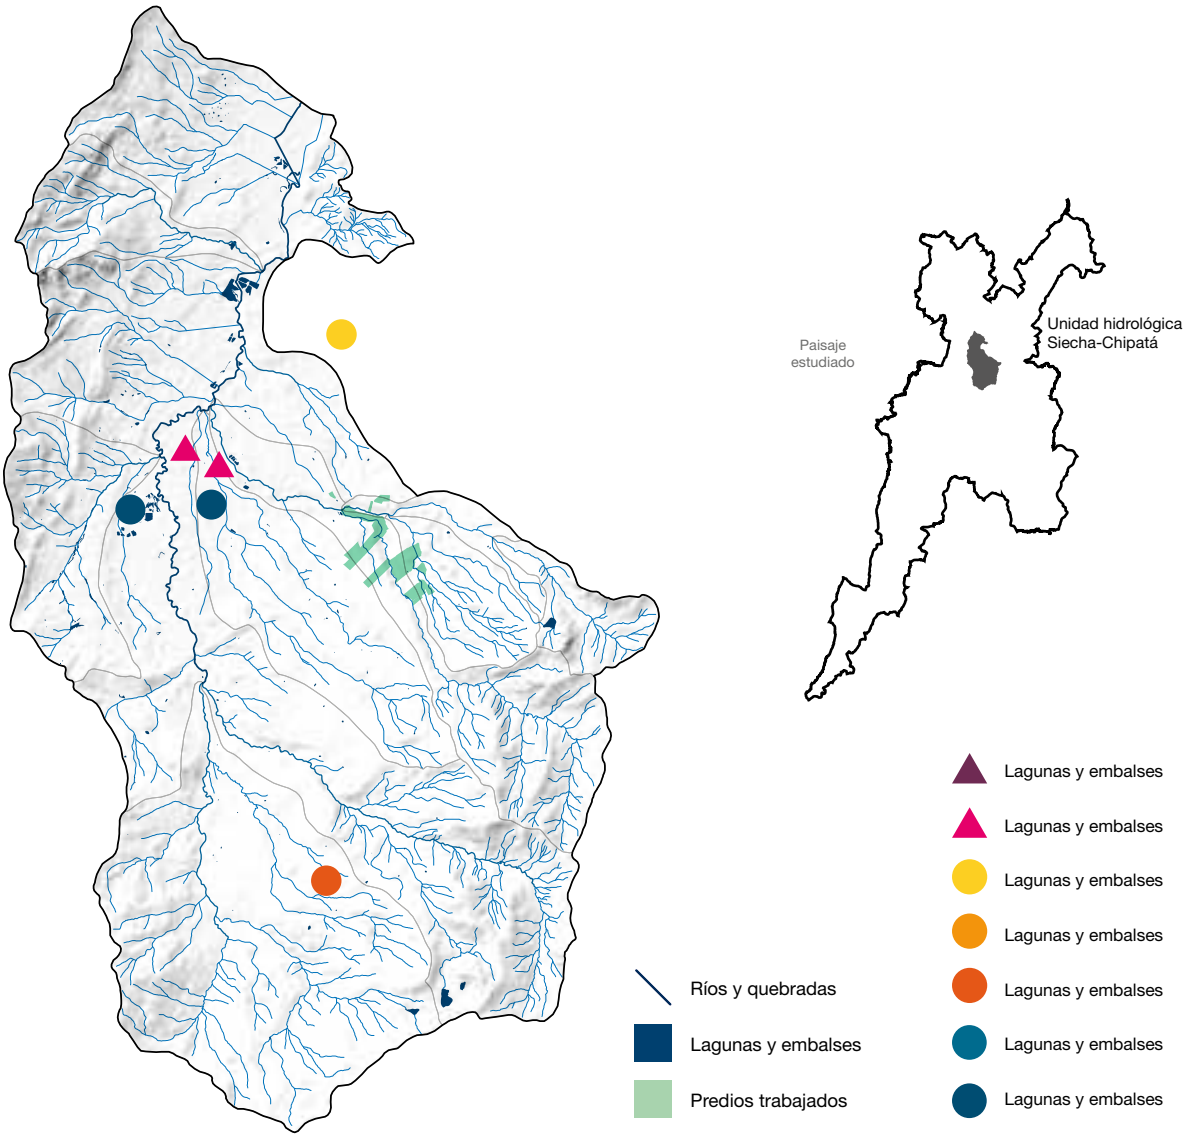 Unidad hidrológica
Siecha-Chipatá
Paisaje
estudiado
Ríos y quebradas
Lagunas y embalses
Predios trabajados
Lagunas y embalses
Lagunas y embalses
Lagunas y embalses
Lagunas y embalses
Lagunas y embalses
Lagunas y embalses
Lagunas y embalses